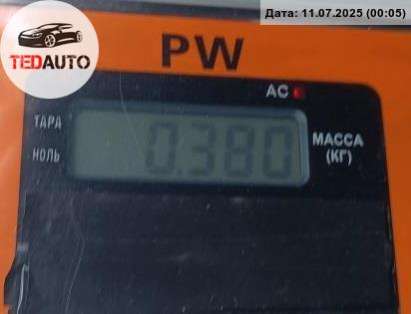 Дата: 11.07.2025 (00:05)
TEDAUTO
PW
AC
ТАРА
НОЛЬ
0.380
МАССА
(КГ)